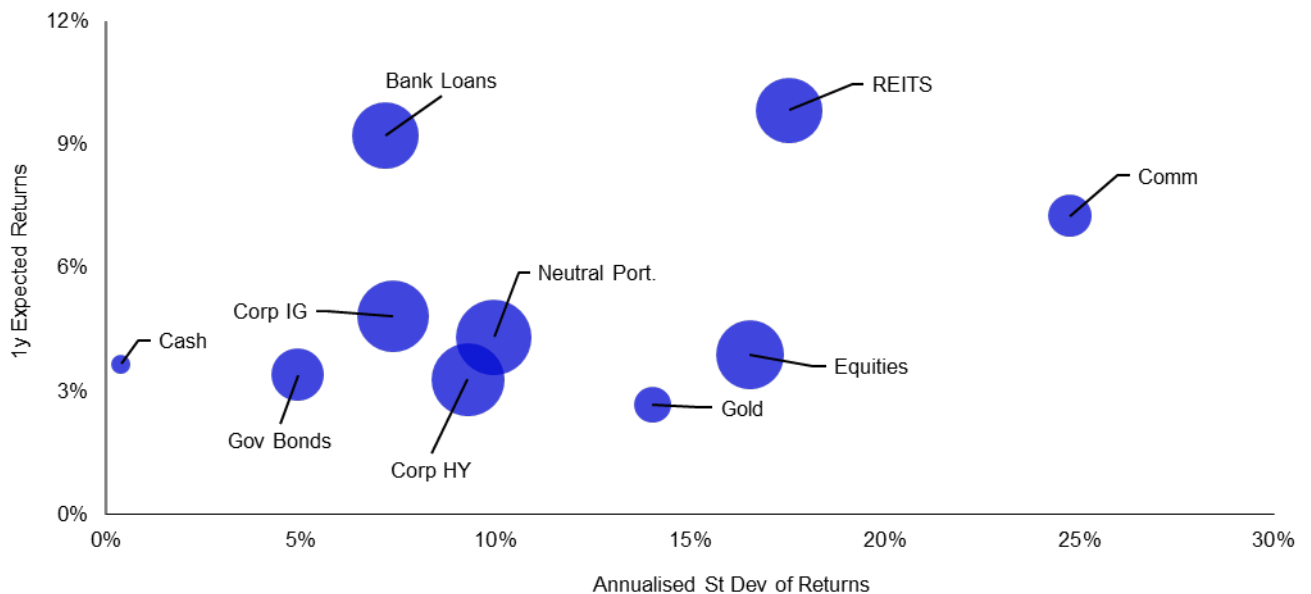 12%
Bank Loans
REITS
9%
Comm
1y Expected Returns
6%
Neutral Port.
Corp IG
Cash
Equities
3%
Gold
Gov Bonds
Corp HY
0%
0%
5%
10%
15%
20%
25%
30%
Annualised St Dev of Returns